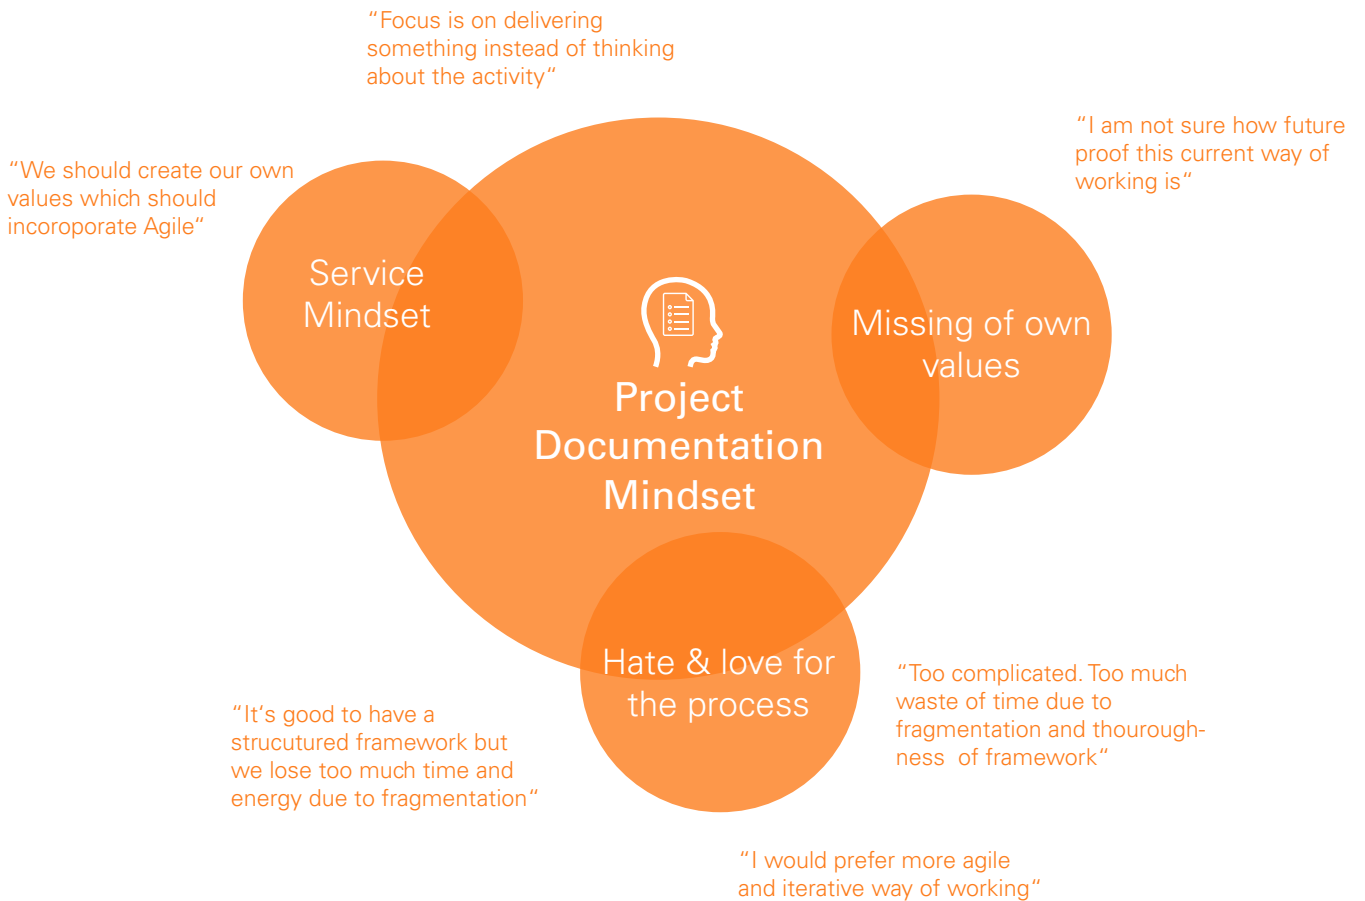 “Focus is on delivering
something instead of thinking
about the activity“
“I am not sure how future
proof this current way of
working is“
“We should create our own
values which should
incoroporate Agile“
Service
Mindset
Missing of own
values
Project
Documentation
Mindset
Hate & love for
the process
“Too complicated. Too much
waste of time due to
fragmentation and thourough-
ness of framework“
“It’s good to have a
strucutured framework but
we lose too much time and
energy due to fragmentation“
“I would prefer more agile
and iterative way of working“